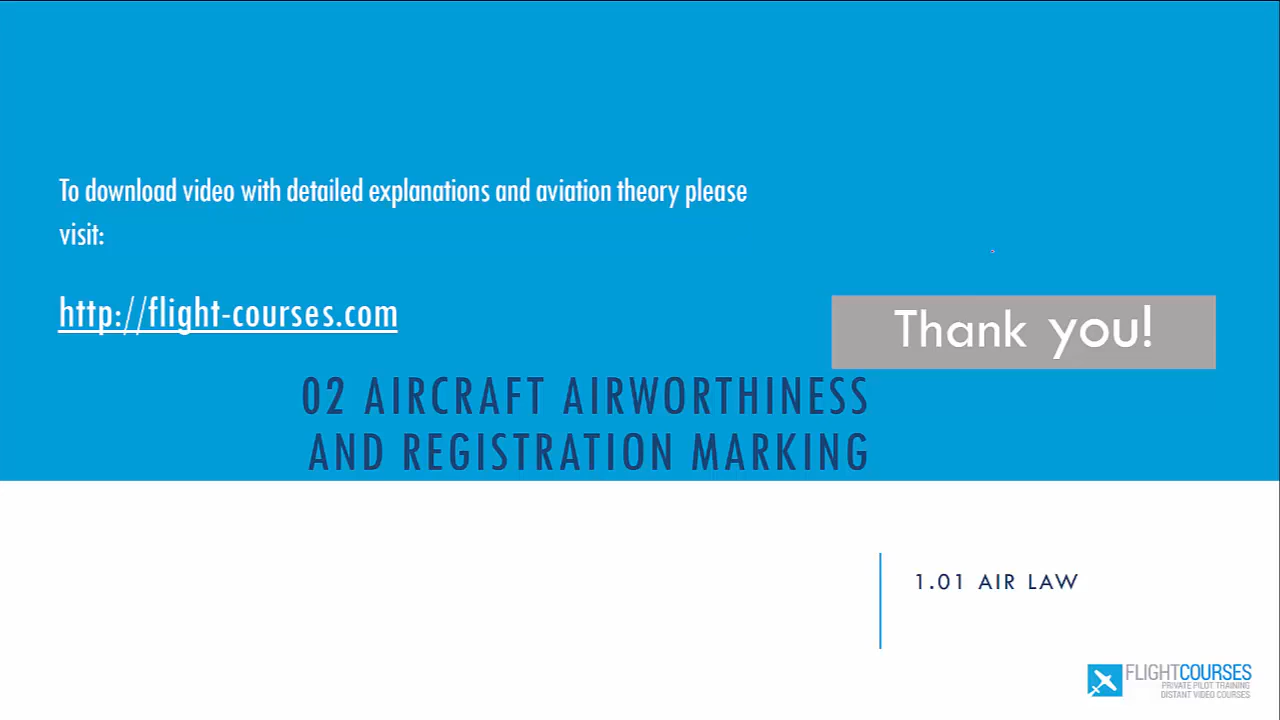 To download video with detailed explanations and aviation theory please
visit:
http://flight-courses.com
Thank you!
02 AIRCRAFT AIRWORTHINESS
AND REGISTRATION MARKING
1.01 AIR LAW
FLIGHTCOURSES
PRIVATE PILOT TRAINING
DISTANT VIDEO COURSES